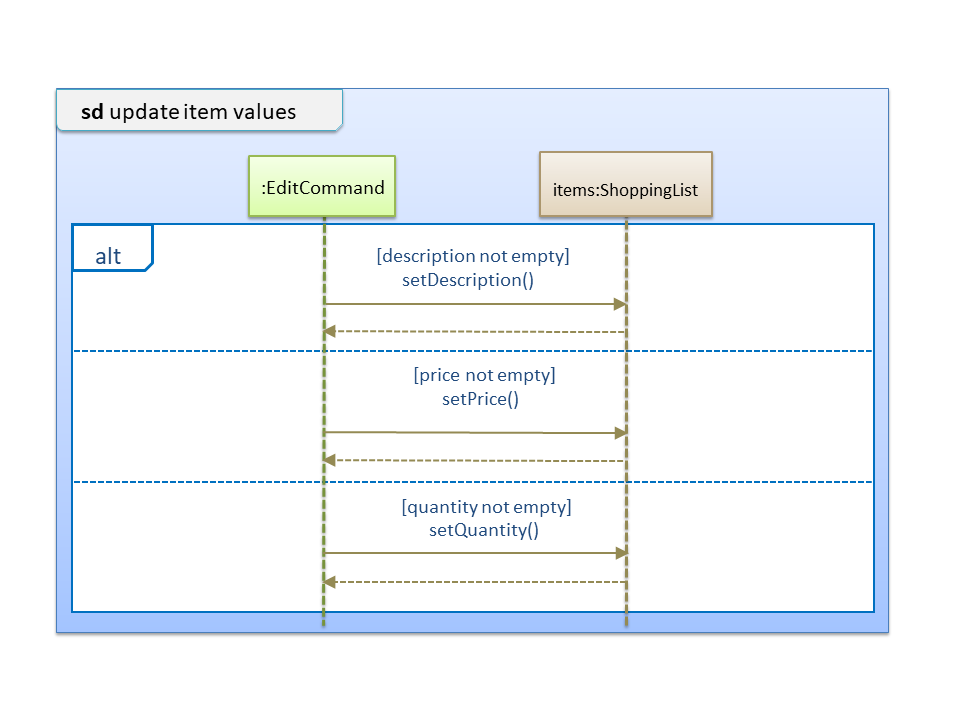 sd update item values
:EditCommand
items:ShoppingList
alt
[description not empty]
setDescription()
[price not empty]
setPrice()
[quantity not empty]
setQuantity()